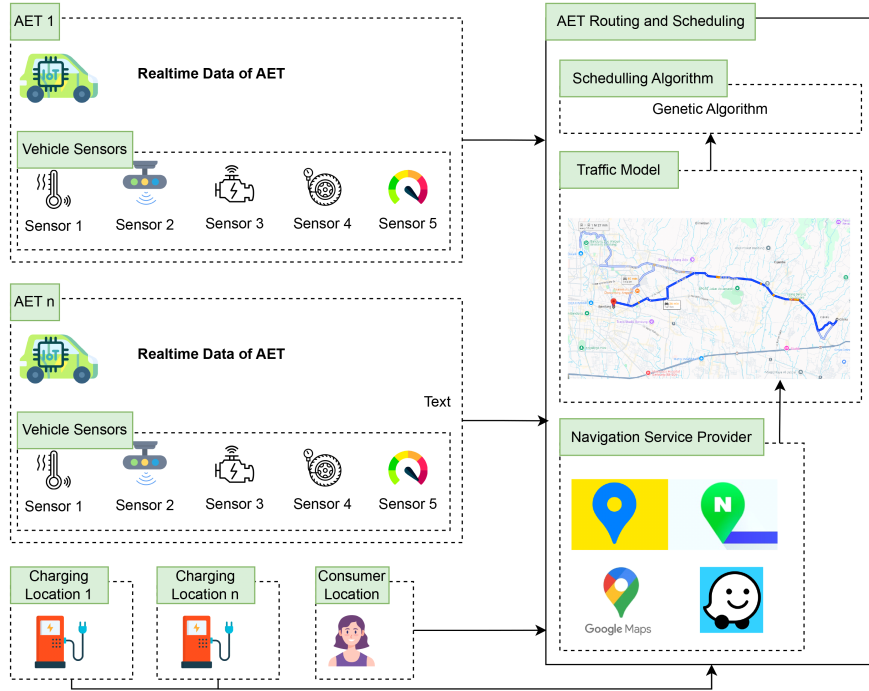 AET 1
IoT
Realtime Data of AET
Vehicle Sensors
Sensor 1
Sensor 2
Sensor 3
Sensor 4
Sensor 5
AET n
IoT
Realtime Data of AET
Text
Vehicle Sensors
Sensor 1
Sensor 2
Sensor 3
Sensor 4
Sensor 5
Charging
Location 1
Charging
Location n
Consumer
Location
AET Routing and Scheduling
Schedulling Algorithm
Genetic Algorithm
Traffic Model
Navigation Service Provider
N
Google Maps